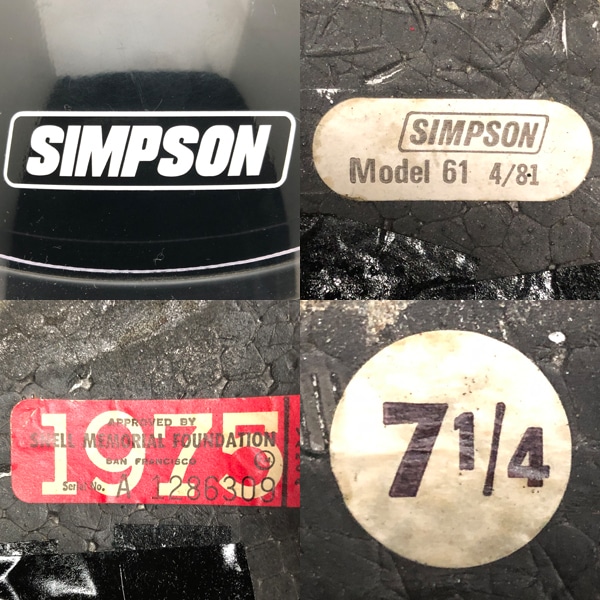 SIMPSON
SIMPSON
Model 61 4/81
1975
APPROVED BY
SNELL MEMORIAL FOUNDATION
SAN FRANCISCO
Serial No. A 1286309
7 1/4